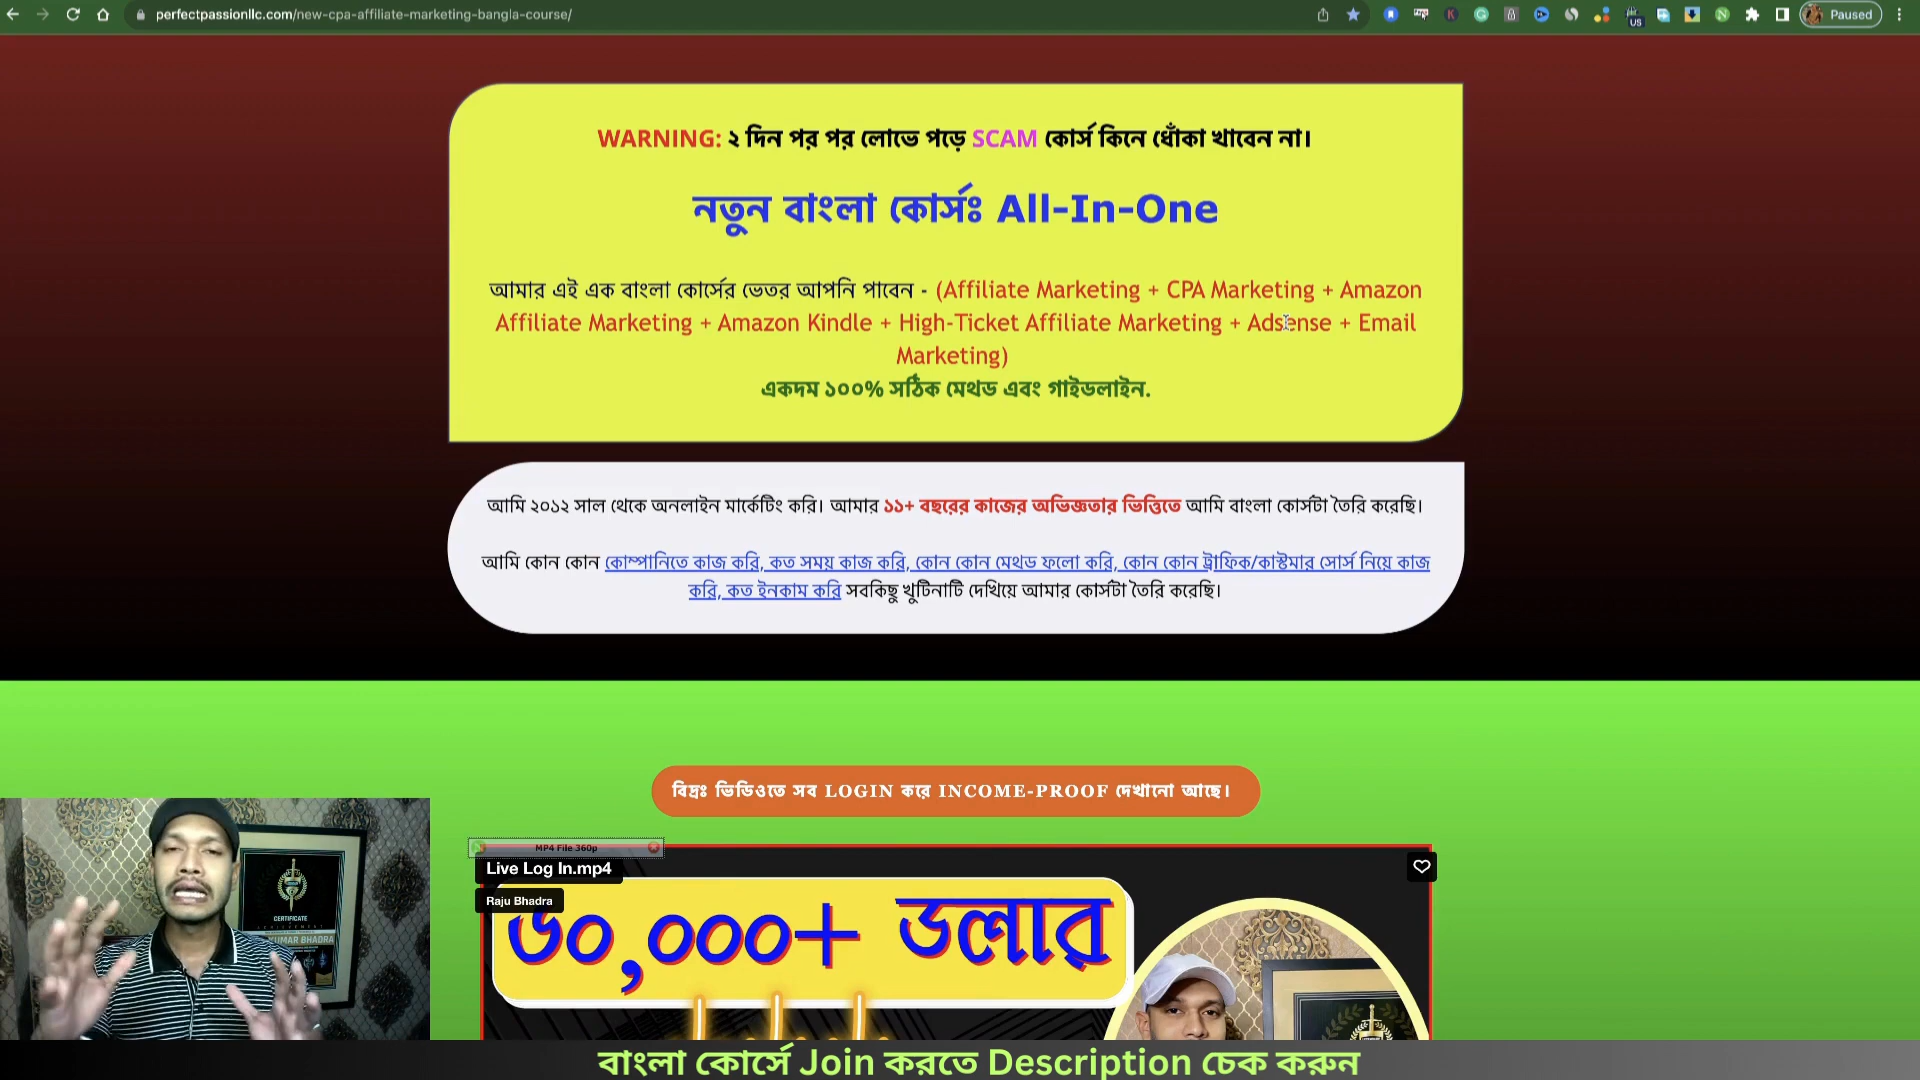 perfectpassionllc.com/new-cpa-affiliate-marketing-bangla-course/
Paused
WARNING: ২ দিন পর পর লোভে পড়ে SCAM কোর্স কিনে ধোঁকা খাবেন না।
নতুন বাংলা কোর্সঃ All-In-One
আমার এই এক বাংলা কোর্সের ভেতর আপনি পাবেন - (Affiliate Marketing + CPA Marketing + Amazon
Affiliate Marketing + Amazon Kindle + High-Ticket Affiliate Marketing + Adsense + Email
Marketing)
একদম ১০০% সঠিক মেথড এবং গাইডলাইন.
আমি ২০১২ সাল থেকে অনলাইন মার্কেটিং করি। আমার ১১+ বছরের কাজের অভিজ্ঞতার ভিত্তিতে আমি বাংলা কোর্সটা তৈরি করেছি।
আমি কোন কোন কোম্পানিতে কাজ করি, কত সময় কাজ করি, কোন কোন মেথড ফলো করি, কোন কোন ট্রাফিক/কাস্টমার সোর্স নিয়ে কাজ
করি, কত ইনকাম করি সবকিছু খুটিনাটি দেখিয়ে আমার কোর্সটা তৈরি করেছি।
বিদ্রঃ ভিডিওতে সব LOGIN করে INCOME-PROOF দেখানো আছে।
MP4 File 360p
Live Log In.mp4
Raju Bhadra
৬০,০০০+ ডলার
CERTIFICATE
KUMAR BHADRA
বাংলা কোর্সে Join করতে Description চেক করুন